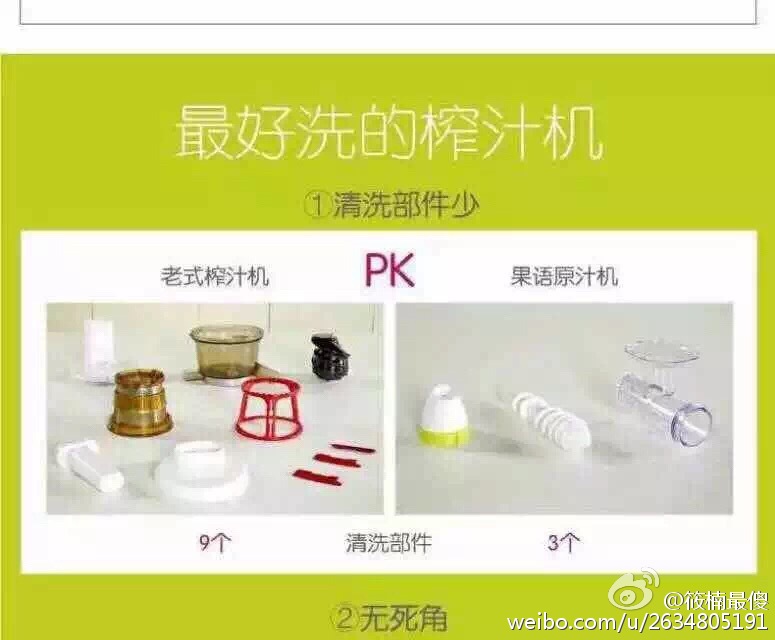 最好洗的榨汁机
①清洗部件少
老式榨汁机 PK 果语原汁机
9个 清洗部件 3个
②无死角
@筱楠最傻
weibo.com/u/2634805191